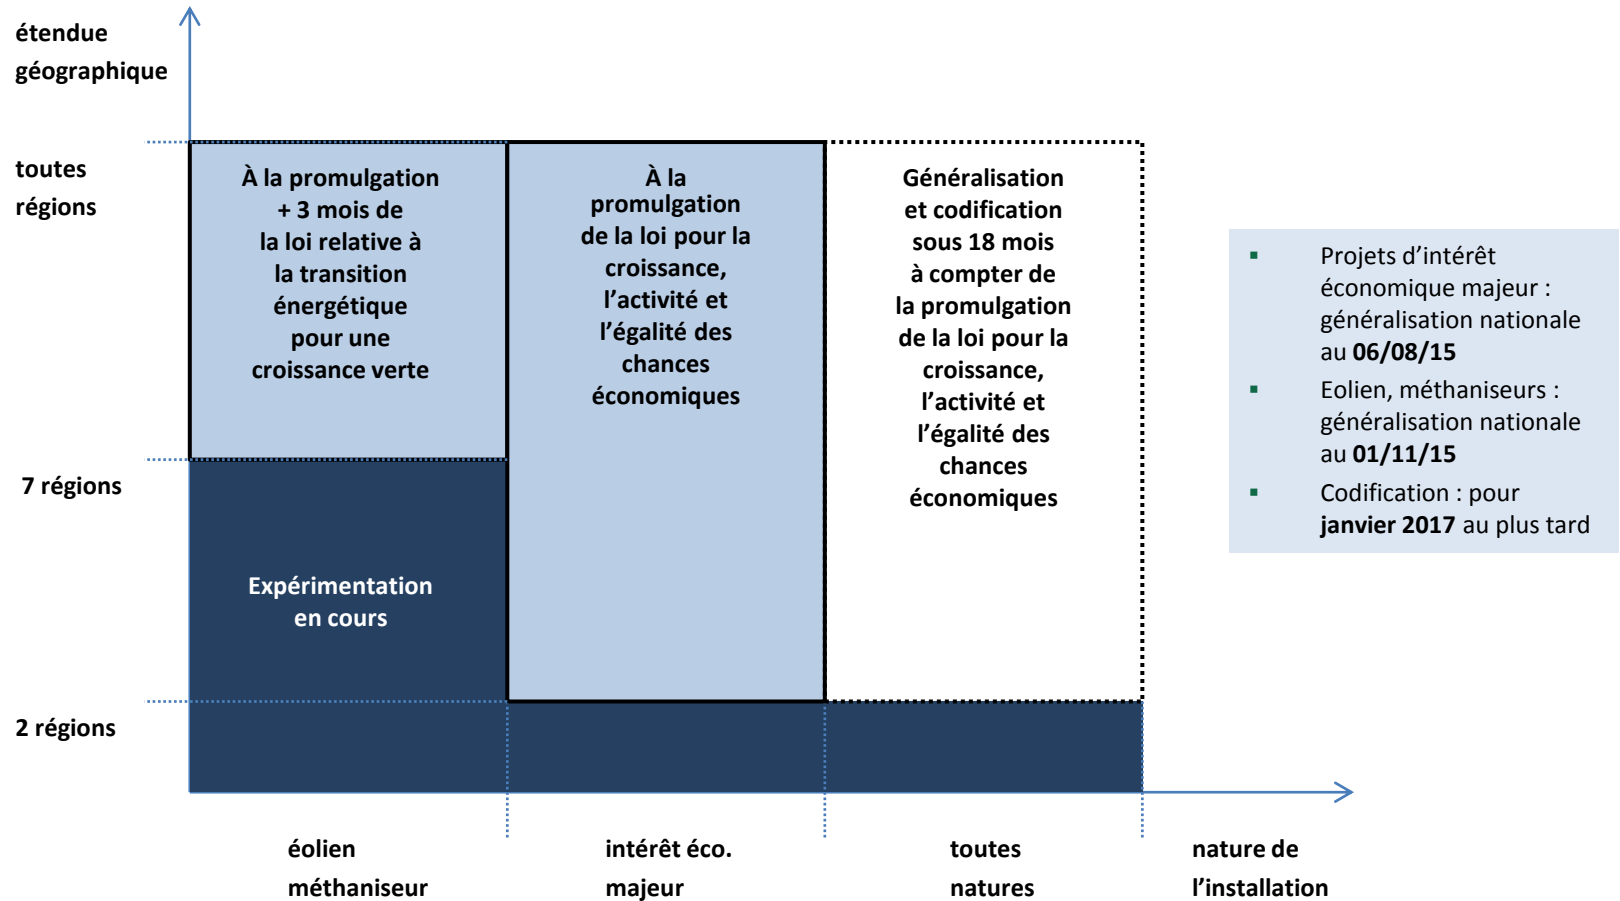 étendue
géographique
toutes
régions
7 régions
2 régions
À la promulgation
+ 3 mois de
la loi relative à
la transition
énergétique
pour une
croissance verte
Expérimentation
en cours
À la
promulgation
de la loi pour la
croissance,
l’activité et
l’égalité des
chances
économiques
Généralisation
et codification
sous 18 mois
à compter de
la promulgation
de la loi pour la
croissance,
l’activité et
l’égalité des
chances
économiques
▪ Projets d’intérêt
économique majeur :
généralisation nationale
au 06/08/15
▪ Eolien, méthaniseurs :
généralisation nationale
au 01/11/15
▪ Codification : pour
janvier 2017 au plus tard
éolien
méthaniseur
intérêt éco.
majeur
toutes
natures
nature de
l’installation